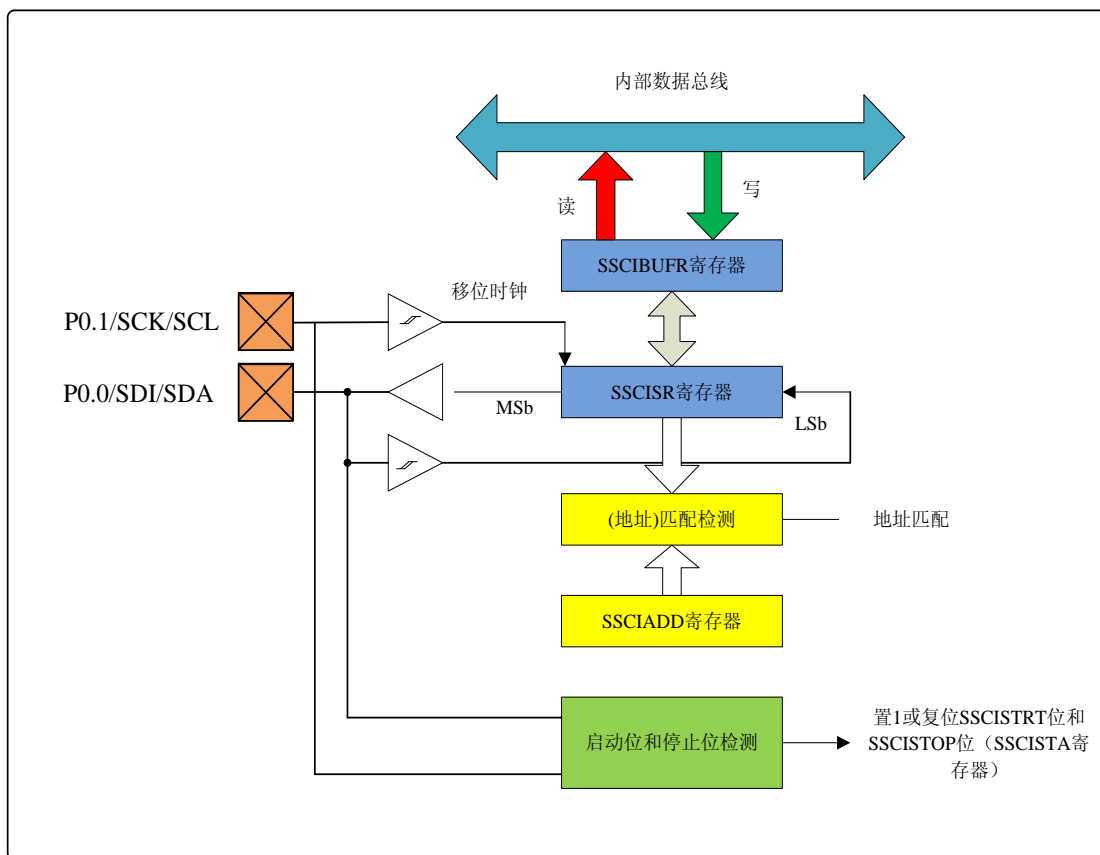 内部数据总线
读
写
SSCIBUFR寄存器
移位时钟
P0.1/SCK/SCL
P0.0/SDI/SDA
MSb
SSCISR寄存器
LSb
(地址)匹配检测
地址匹配
SSCIADD寄存器
启动位和停止位检测
置1或复位SSCISTRT位和
SSCISTOP位（SSCISTA寄
存器）